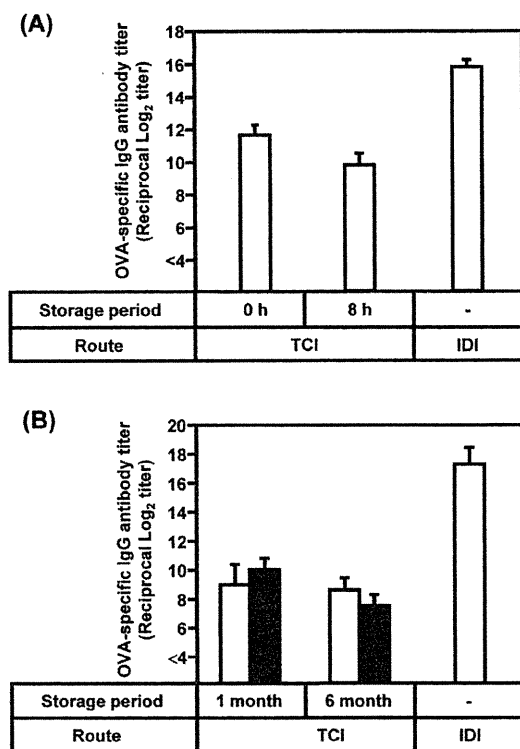 (A)
OVA-specific IgG antibody titer
(Reciprocal Log2 titer)
18
16
14
12
10
8
6
<4
Storage period 0 h 8 h -
Route TCI IDI
(B)
OVA-specific IgG antibody titer
(Reciprocal Log2 titer)
20
18
16
14
12
10
8
6
<4
Storage period 1 month 6 month -
Route TCI IDI